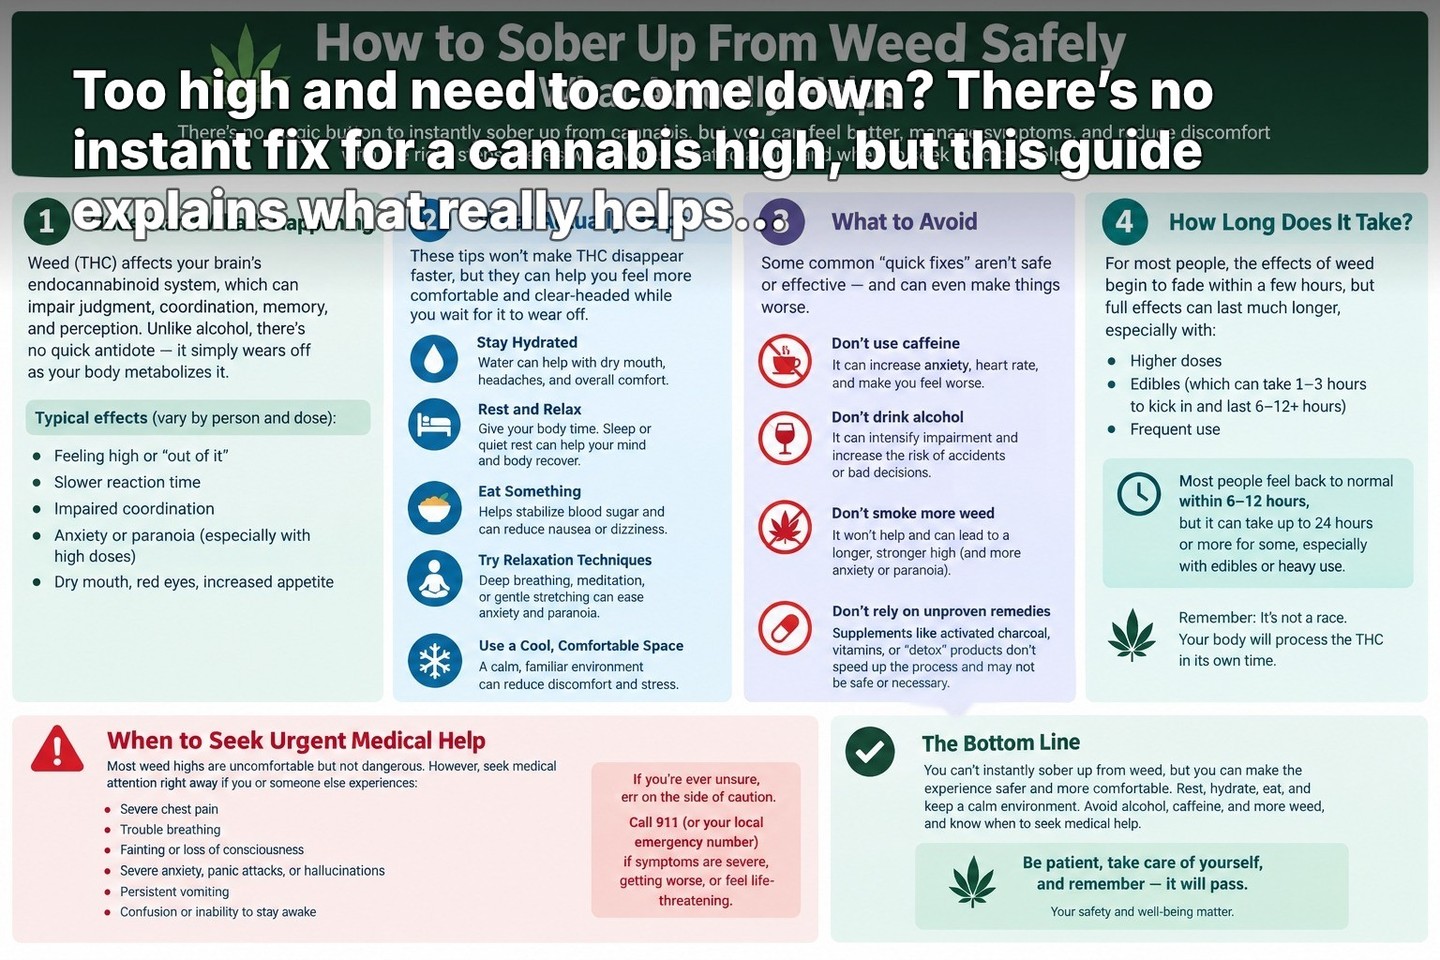 How to Sober Up From Weed Safely
Too high and need to come down? There's no
instant fix for a cannabis high, but this guide
explains what really helps...
1
2
3 What to Avoid
4 How Long Does It Take?
Weed (THC) affects your brain's
endocannabinoid system, which can
impair judgment, coordination, memory,
and perception. Unlike alcohol, there's
no quick antidote — it simply wears off
as your body metabolizes it.
Typical effects (vary by person and dose):
• Feeling high or “out of it”
• Slower reaction time
• Impaired coordination
• Anxiety or paranoia (especially with
high doses)
• Dry mouth, red eyes, increased appetite
These tips won't make THC disappear
faster, but they can help you feel more
comfortable and clear-headed while
you wait for it to wear off.
Stay Hydrated
Water can help with dry mouth,
headaches, and overall comfort.
Rest and Relax
Give your body time. Sleep or
quiet rest can help your mind
and body recover.
Eat Something
Helps stabilize blood sugar and
can reduce nausea or dizziness.
Try Relaxation Techniques
Deep breathing, meditation,
or gentle stretching can ease
anxiety and paranoia.
Use a Cool, Comfortable Space
A calm, familiar environment
can reduce discomfort and stress.
Some common “quick fixes” aren't safe
or effective — and can even make things
worse.
Don't use caffeine
It can increase anxiety, heart rate,
and make you feel worse.
Don't drink alcohol
It can intensify impairment and
increase the risk of accidents
or bad decisions.
Don't smoke more weed
It won't help and can lead to a
longer, stronger high (and more
anxiety or paranoia).
Don't rely on unproven remedies
Supplements like activated charcoal,
vitamins, or “detox” products don't
speed up the process and may not
be safe or necessary.
For most people, the effects of weed
begin to fade within a few hours, but
full effects can last much longer,
especially with:
• Higher doses
• Edibles (which can take 1–3 hours
to kick in and last 6–12+ hours)
• Frequent use
Most people feel back to normal
within 6–12 hours,
but it can take up to 24 hours
or more for some, especially
with edibles or heavy use.
Remember: It's not a race.
Your body will process the THC
in its own time.
When to Seek Urgent Medical Help
Most weed highs are uncomfortable but not dangerous. However, seek medical
attention right away if you or someone else experiences:
• Severe chest pain
• Trouble breathing
• Fainting or loss of consciousness
• Severe anxiety, panic attacks, or hallucinations
• Persistent vomiting
• Confusion or inability to stay awake
If you're ever unsure,
err on the side of caution.
Call 911 (or your local
emergency number)
if symptoms are severe,
getting worse, or feel life-
threatening.
The Bottom Line
You can't instantly sober up from weed, but you can make the
experience safer and more comfortable. Rest, hydrate, eat, and
keep a calm environment. Avoid alcohol, caffeine, and more weed,
and know when to seek medical help.
Be patient, take care of yourself,
and remember — it will pass.
Your safety and well-being matter.